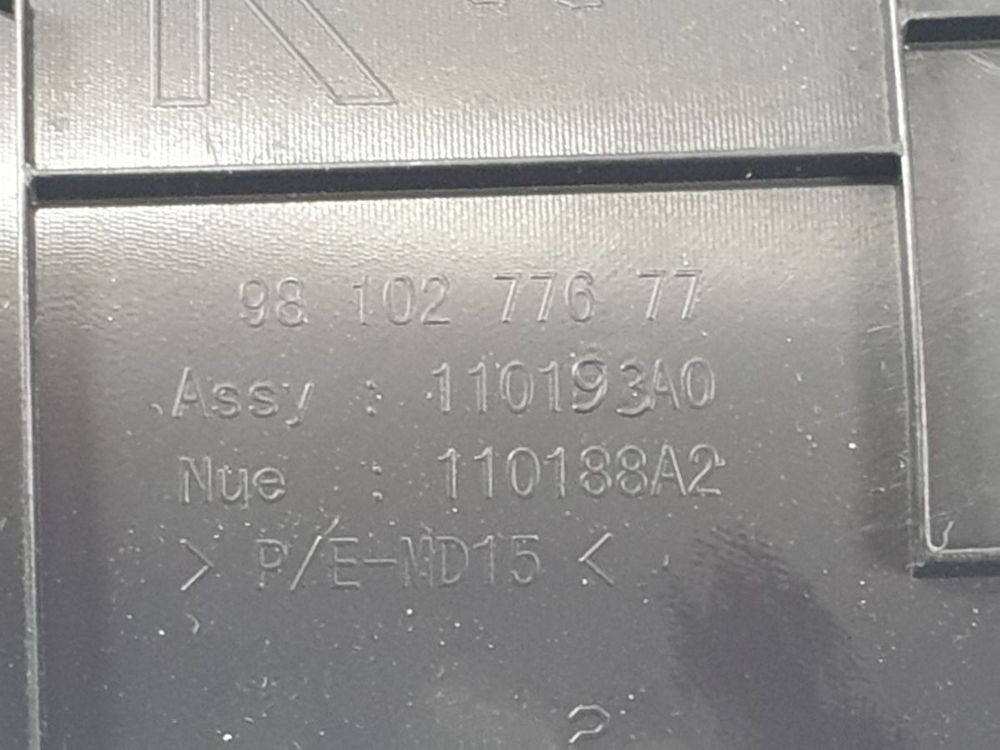 98 102 776 77
Assy : 110193A0
Nue : 110188A2
> P/E-MD15 <